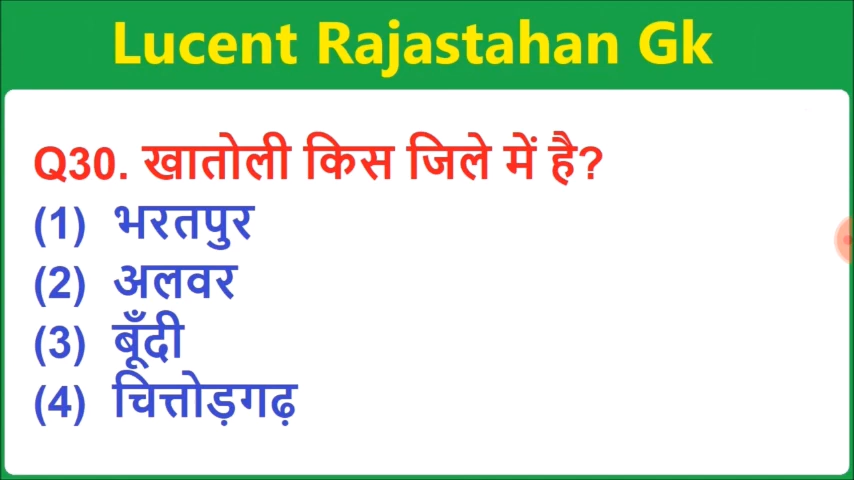 Lucent Rajastahan Gk
Q30. खातोली किस जिले में है?
(1) भरतपुर
(2) अलवर
(3) बूँदी
(4) चित्तोड़गढ़